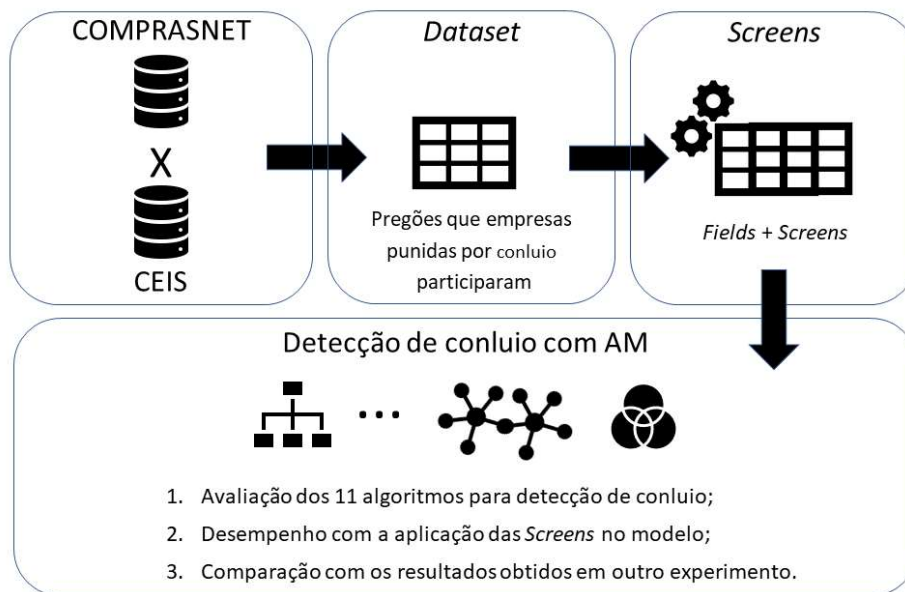 COMPRASNET
X
CEIS
Dataset
Pregões que empresas
punidas por conluio
participaram
Screens
Fields + Screens
Detecção de conluio com AM
...
1. Avaliação dos 11 algoritmos para detecção de conluio;
2. Desempenho com a aplicação das Screens no modelo;
3. Comparação com os resultados obtidos em outro experimento.